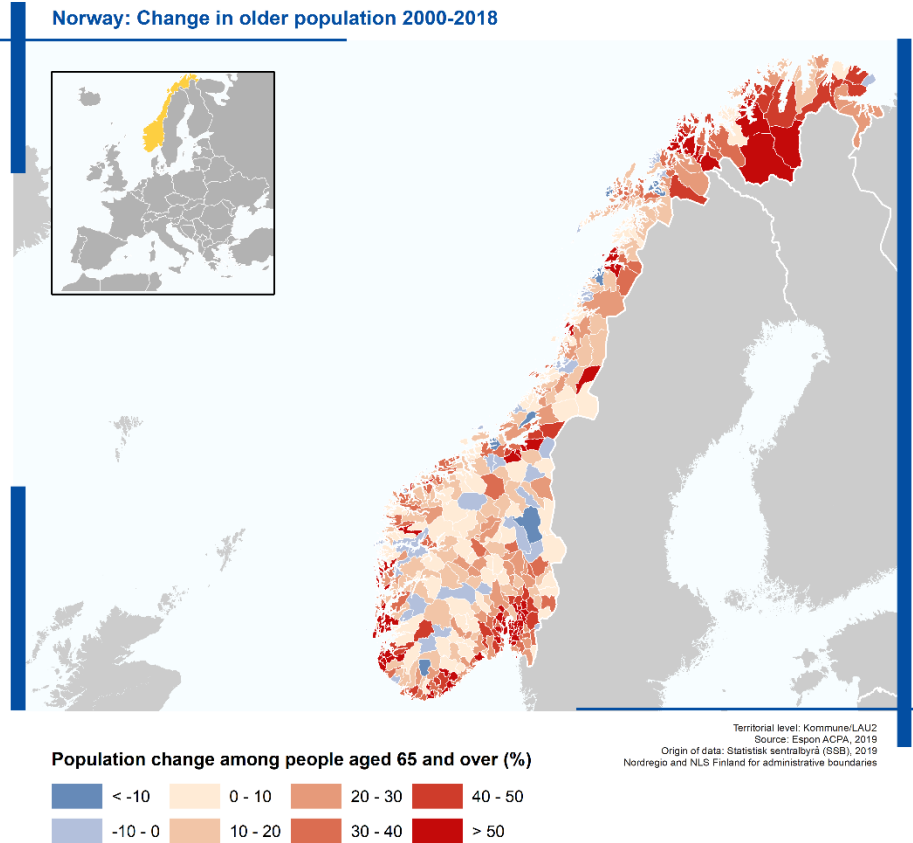 Norway: Change in older population 2000-2018
Territorial level: Kommune/LAU2
Source: Espon ACPA, 2019
Origin of data: Statistisk sentralbyrå (SSB), 2019
Nordregio and NLS Finland for administrative boundaries
Population change among people aged 65 and over (%)
< -10
0 - 10
20 - 30
40 - 50
-10 - 0
10 - 20
30 - 40
> 50